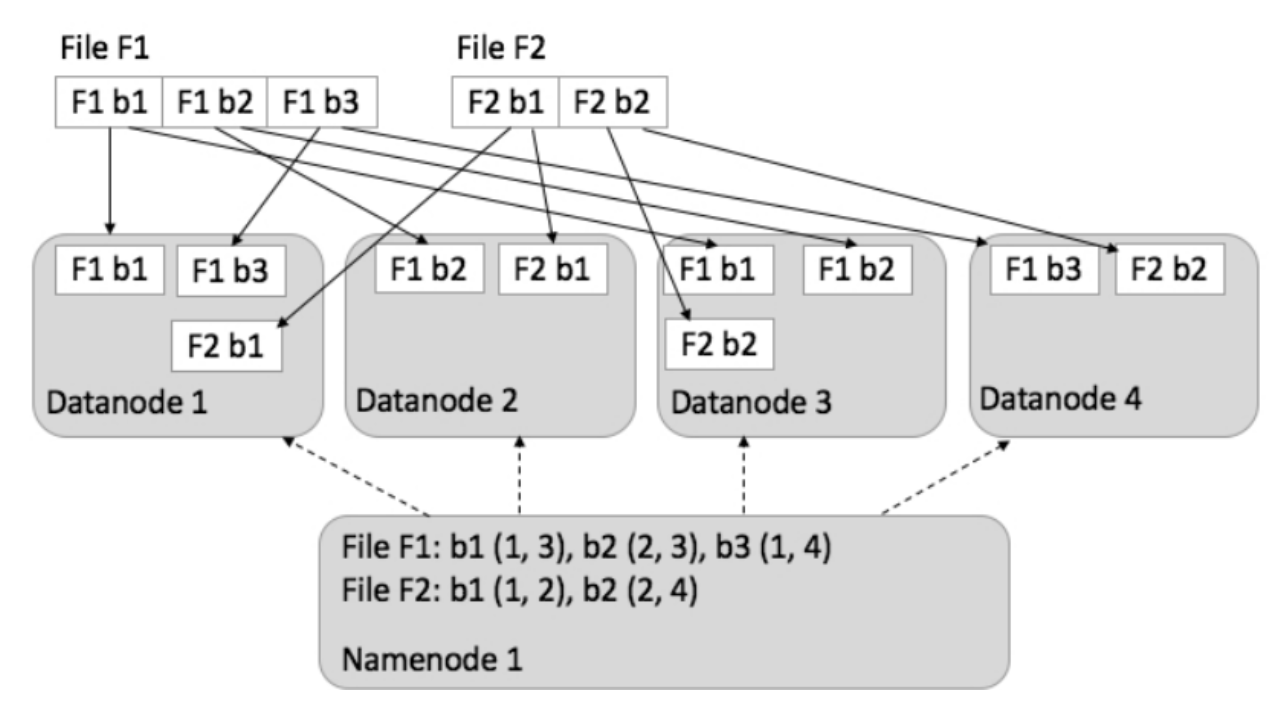 File F1
File F2
F1 b1 F1 b2 F1 b3
F2 b1 F2 b2
F1 b1 F1 b3
F2 b1
Datanode 1
F1 b2 F2 b1
Datanode 2
F1 b1 F1 b2
F2 b2
Datanode 3
F1 b3 F2 b2
Datanode 4
File F1: b1 (1, 3), b2 (2, 3), b3 (1, 4)
File F2: b1 (1, 2), b2 (2, 4)
Namenode 1